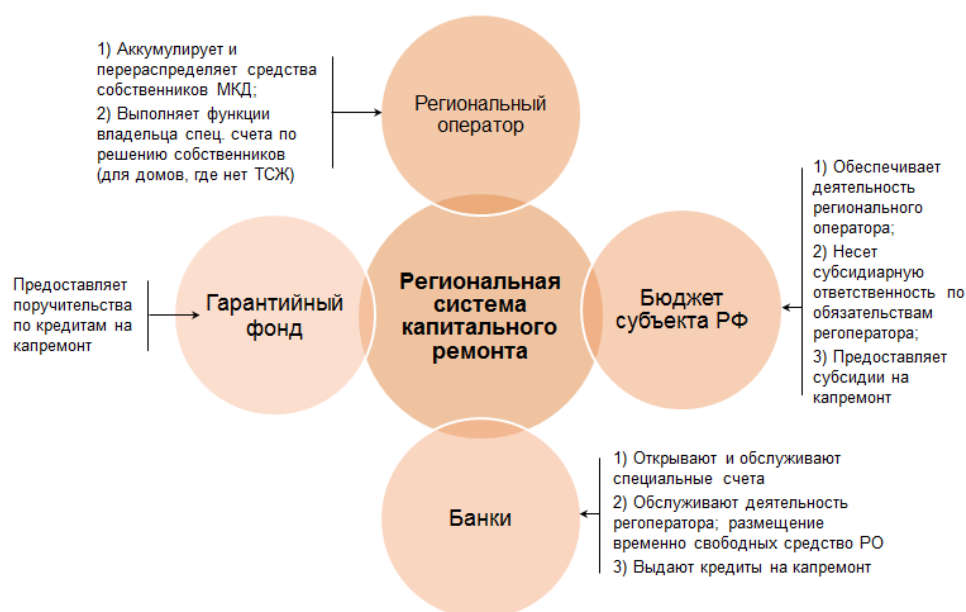 1) Аккумулирует и
перераспределяет средства
собственников МКД;
2) Выполняет функции
владельца спец. счета по
решению собственников
(для домов, где нет ТСЖ)
Региональный
оператор
Предоставляет
поручительства
по кредитам на
капремонт
Гарантийный
фонд
Региональная
система
капитального
ремонта
Бюджет
субъекта РФ
1) Обеспечивает
деятельность
регионального
оператора;
2) Несет
субсидиарную
ответственность по
обязательствам
регоператора;
3) Предоставляет
субсидии на
капремонт
Банки
1) Открывают и обслуживают
специальные счета
2) Обслуживают деятельность
регоператора; размещение
временно свободных средство РО
3) Выдают кредиты на капремонт